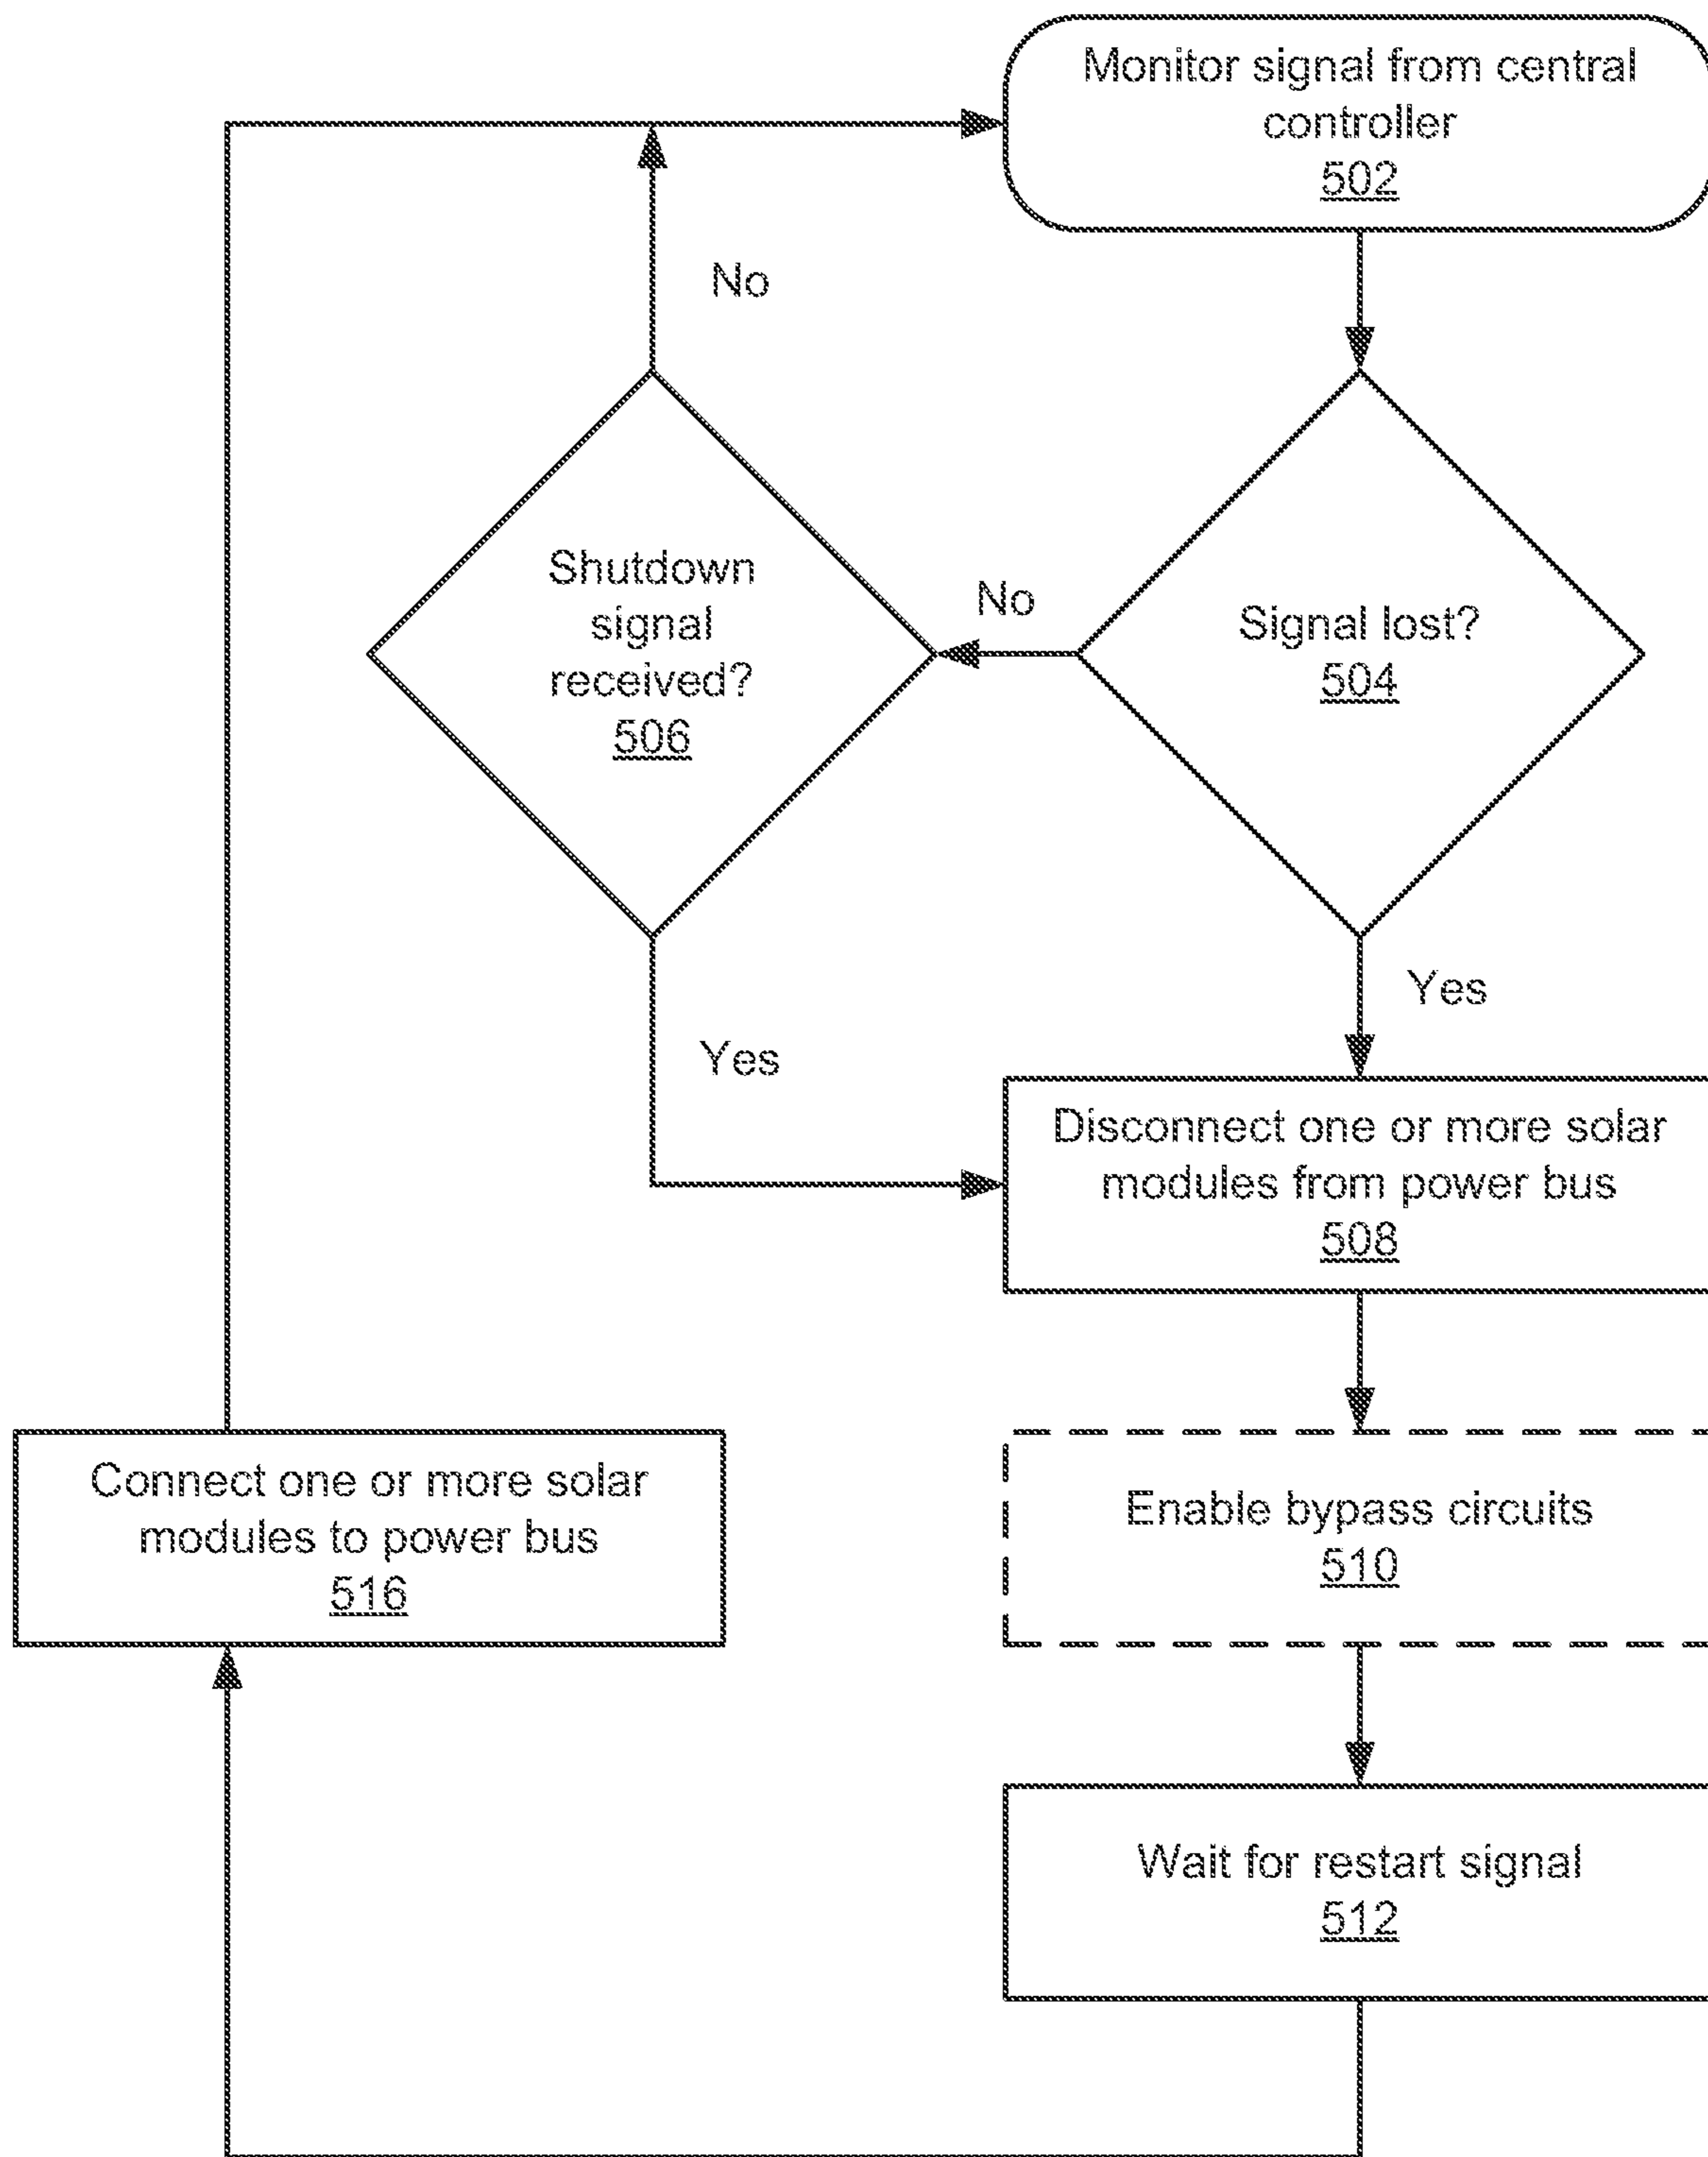 Monitor signal from central
controller
502
No
Shutdown
signal
received?
506
No
Signal lost?
504
Yes
Yes
Disconnect one or more solar
modules from power bus
508
Connect one or more solar
modules to power bus
516
Enable bypass circuits
510
Wait for restart signal
512